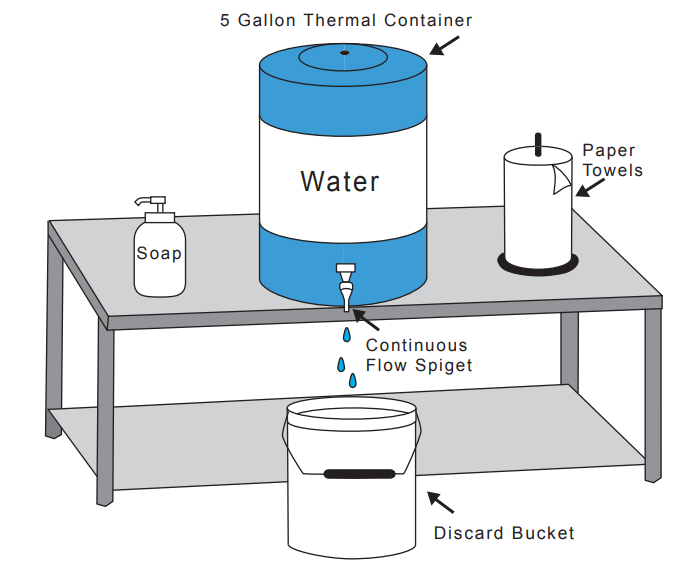 5 Gallon Thermal Container
Water
Paper
Towels
Soap
Continuous
Flow Spiget
Discard Bucket